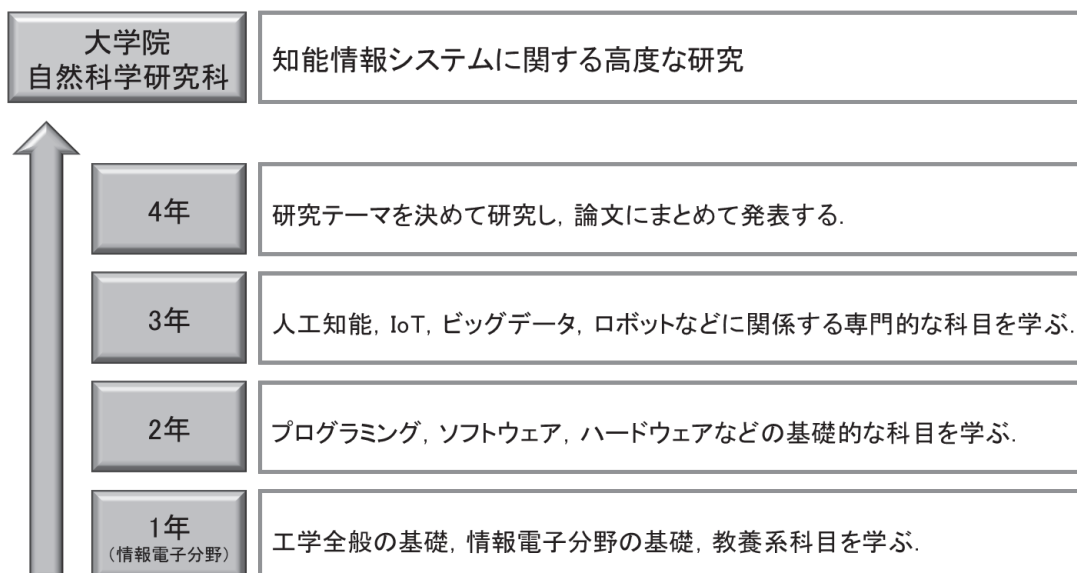 大学院
自然科学研究科
知能情報システムに関する高度な研究
4年
研究テーマを決めて研究し, 論文にまとめて発表する.
3年
人工知能, IoT, ビッグデータ, ロボットなどに関係する専門的な科目を学ぶ.
2年
プログラミング, ソフトウェア, ハードウェアなどの基礎的な科目を学ぶ.
1年
(情報電子分野)
工学全般の基礎, 情報電子分野の基礎, 教養系科目を学ぶ.